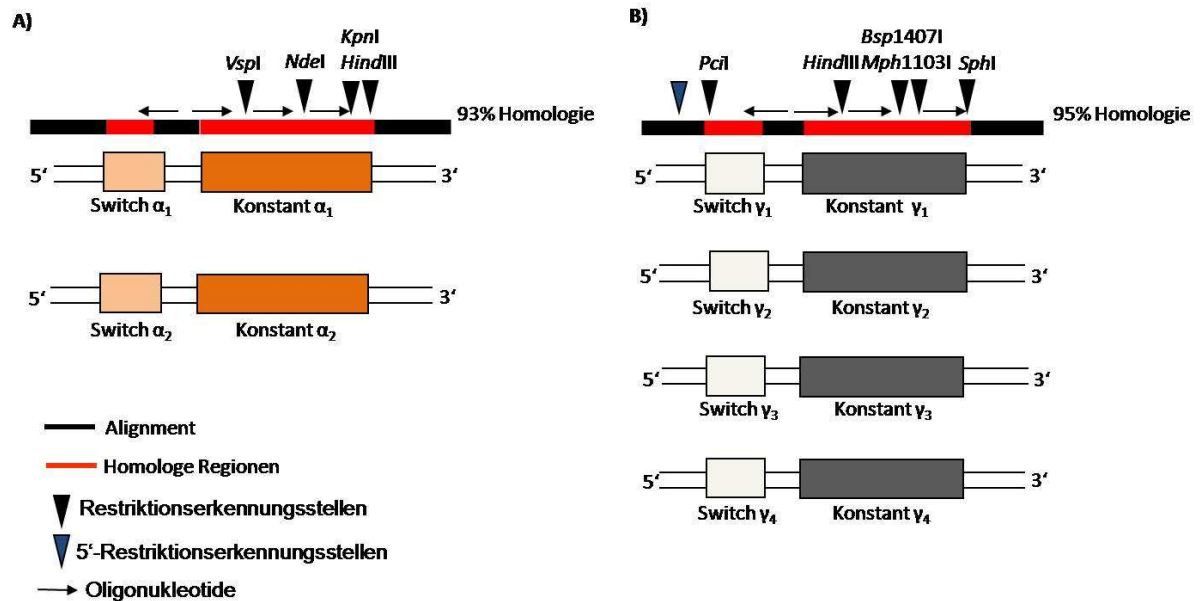 A)
KpnI
VspI NdeI HindIII
93% Homologie
5‘ 3‘
Switch α₁ Konstant α₁
5‘ 3‘
Switch α₂ Konstant α₂
Alignment
Homologe Regionen
Restriktionserkennungsstellen
5‘-Restriktionserkennungsstellen
Oligonukleotide
B)
Bsp1407I
PciI HindIII Mph1103I SphI
95% Homologie
5‘ 3‘
Switch γ₁ Konstant γ₁
5‘ 3‘
Switch γ₂ Konstant γ₂
5‘ 3‘
Switch γ₃ Konstant γ₃
5‘ 3‘
Switch γ₄ Konstant γ₄